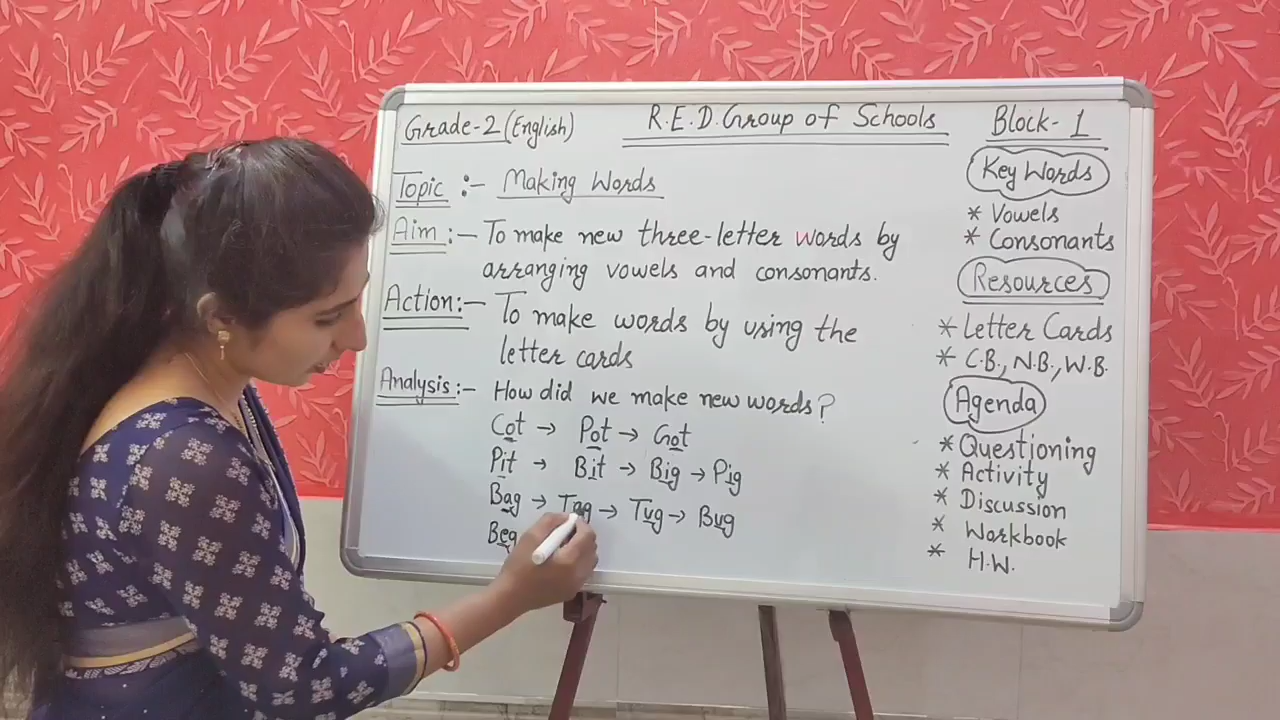 Grade-2 (English)
R.E.D. Group of Schools
Block- 1
Topic :- Making Words
Aim :- To make new three-letter words by
arranging vowels and consonants.
Action:- To make words by using the
letter cards
Analysis:- How did we make new words?
Cot → Pot → Got
Pit → Bit → Big → Pig
Bag → Tag → Tug → Bug
Beg
Key Words
* Vowels
* Consonants
Resources
* Letter Cards
* C.B., N.B., W.B.
Agenda
* Questioning
* Activity
* Discussion
* Workbook
* H.W.